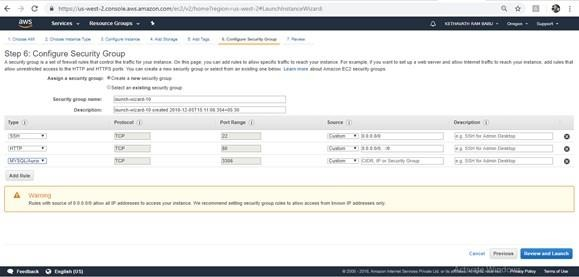 https://us-west-2.console.aws.amazon.com/ec2/v2/home?region=us-west-2#LaunchInstanceWizard:
aws Services Resource Groups KETHANATH RAM BABU Oregon Support
1. Choose AMI 2. Choose Instance Type 3. Configure Instance 4. Add Storage 5. Add Tags 6. Configure Security Group 7. Review
Step 6: Configure Security Group
A security group is a set of firewall rules that control the traffic for your instance. On this page, you can add rules to allow specific traffic to reach your instance. For example, if you want to set up a web server and allow Internet traffic to reach your instance, add rules that
allow unrestricted access to the HTTP and HTTPS ports. You can create a new security group or select from an existing one below. Learn more about Amazon EC2 security groups.
Assign a security group: Create a new security group
Select an existing security group
Security group name: launch-wizard-10
Description: launch-wizard-10 created 2018-12-05T15:11:08.364+05:30
Type Protocol Port Range Source Description
SSH TCP 22 Custom 0.0.0.0/0 e.g. SSH for Admin Desktop
HTTP TCP 80 Custom 0.0.0.0/0, ::/0 e.g. SSH for Admin Desktop
MYSQL/Auro TCP 3306 Custom CIDR, IP or Security Group e.g. SSH for Admin Desktop
Add Rule
Warning
Rules with source of 0.0.0.0/0 allow all IP addresses to access your instance. We recommend setting security group rules to allow access from known IP addresses only.
Cancel Previous Review and Launch
Activate Windows
Feedback English (US) © 2008 - 2018, Amazon Internet Services Private Ltd. or its affiliates. All rights reserved. Privacy Policy Terms of Use